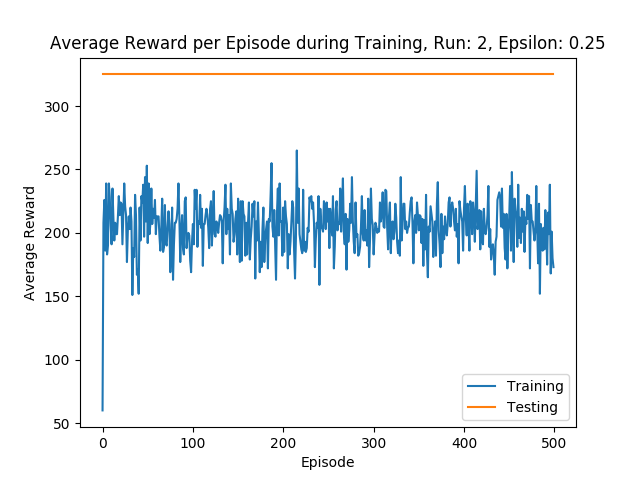 Average Reward per Episode during Training, Run: 2, Epsilon: 0.25
Average Reward
300
250
200
150
100
50
0
100
200
300
400
500
Episode
Training
Testing